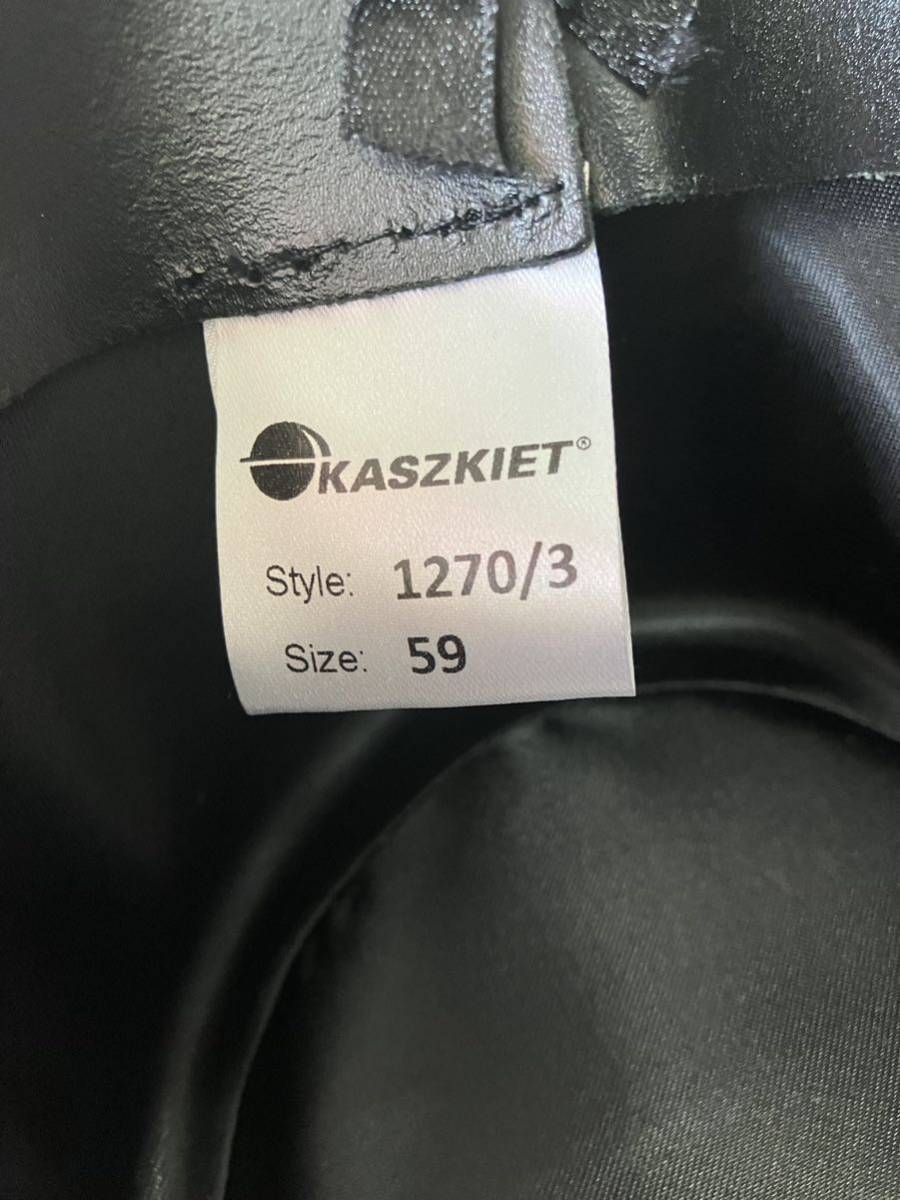 KASZKIET®
Style: 1270/3
Size: 59